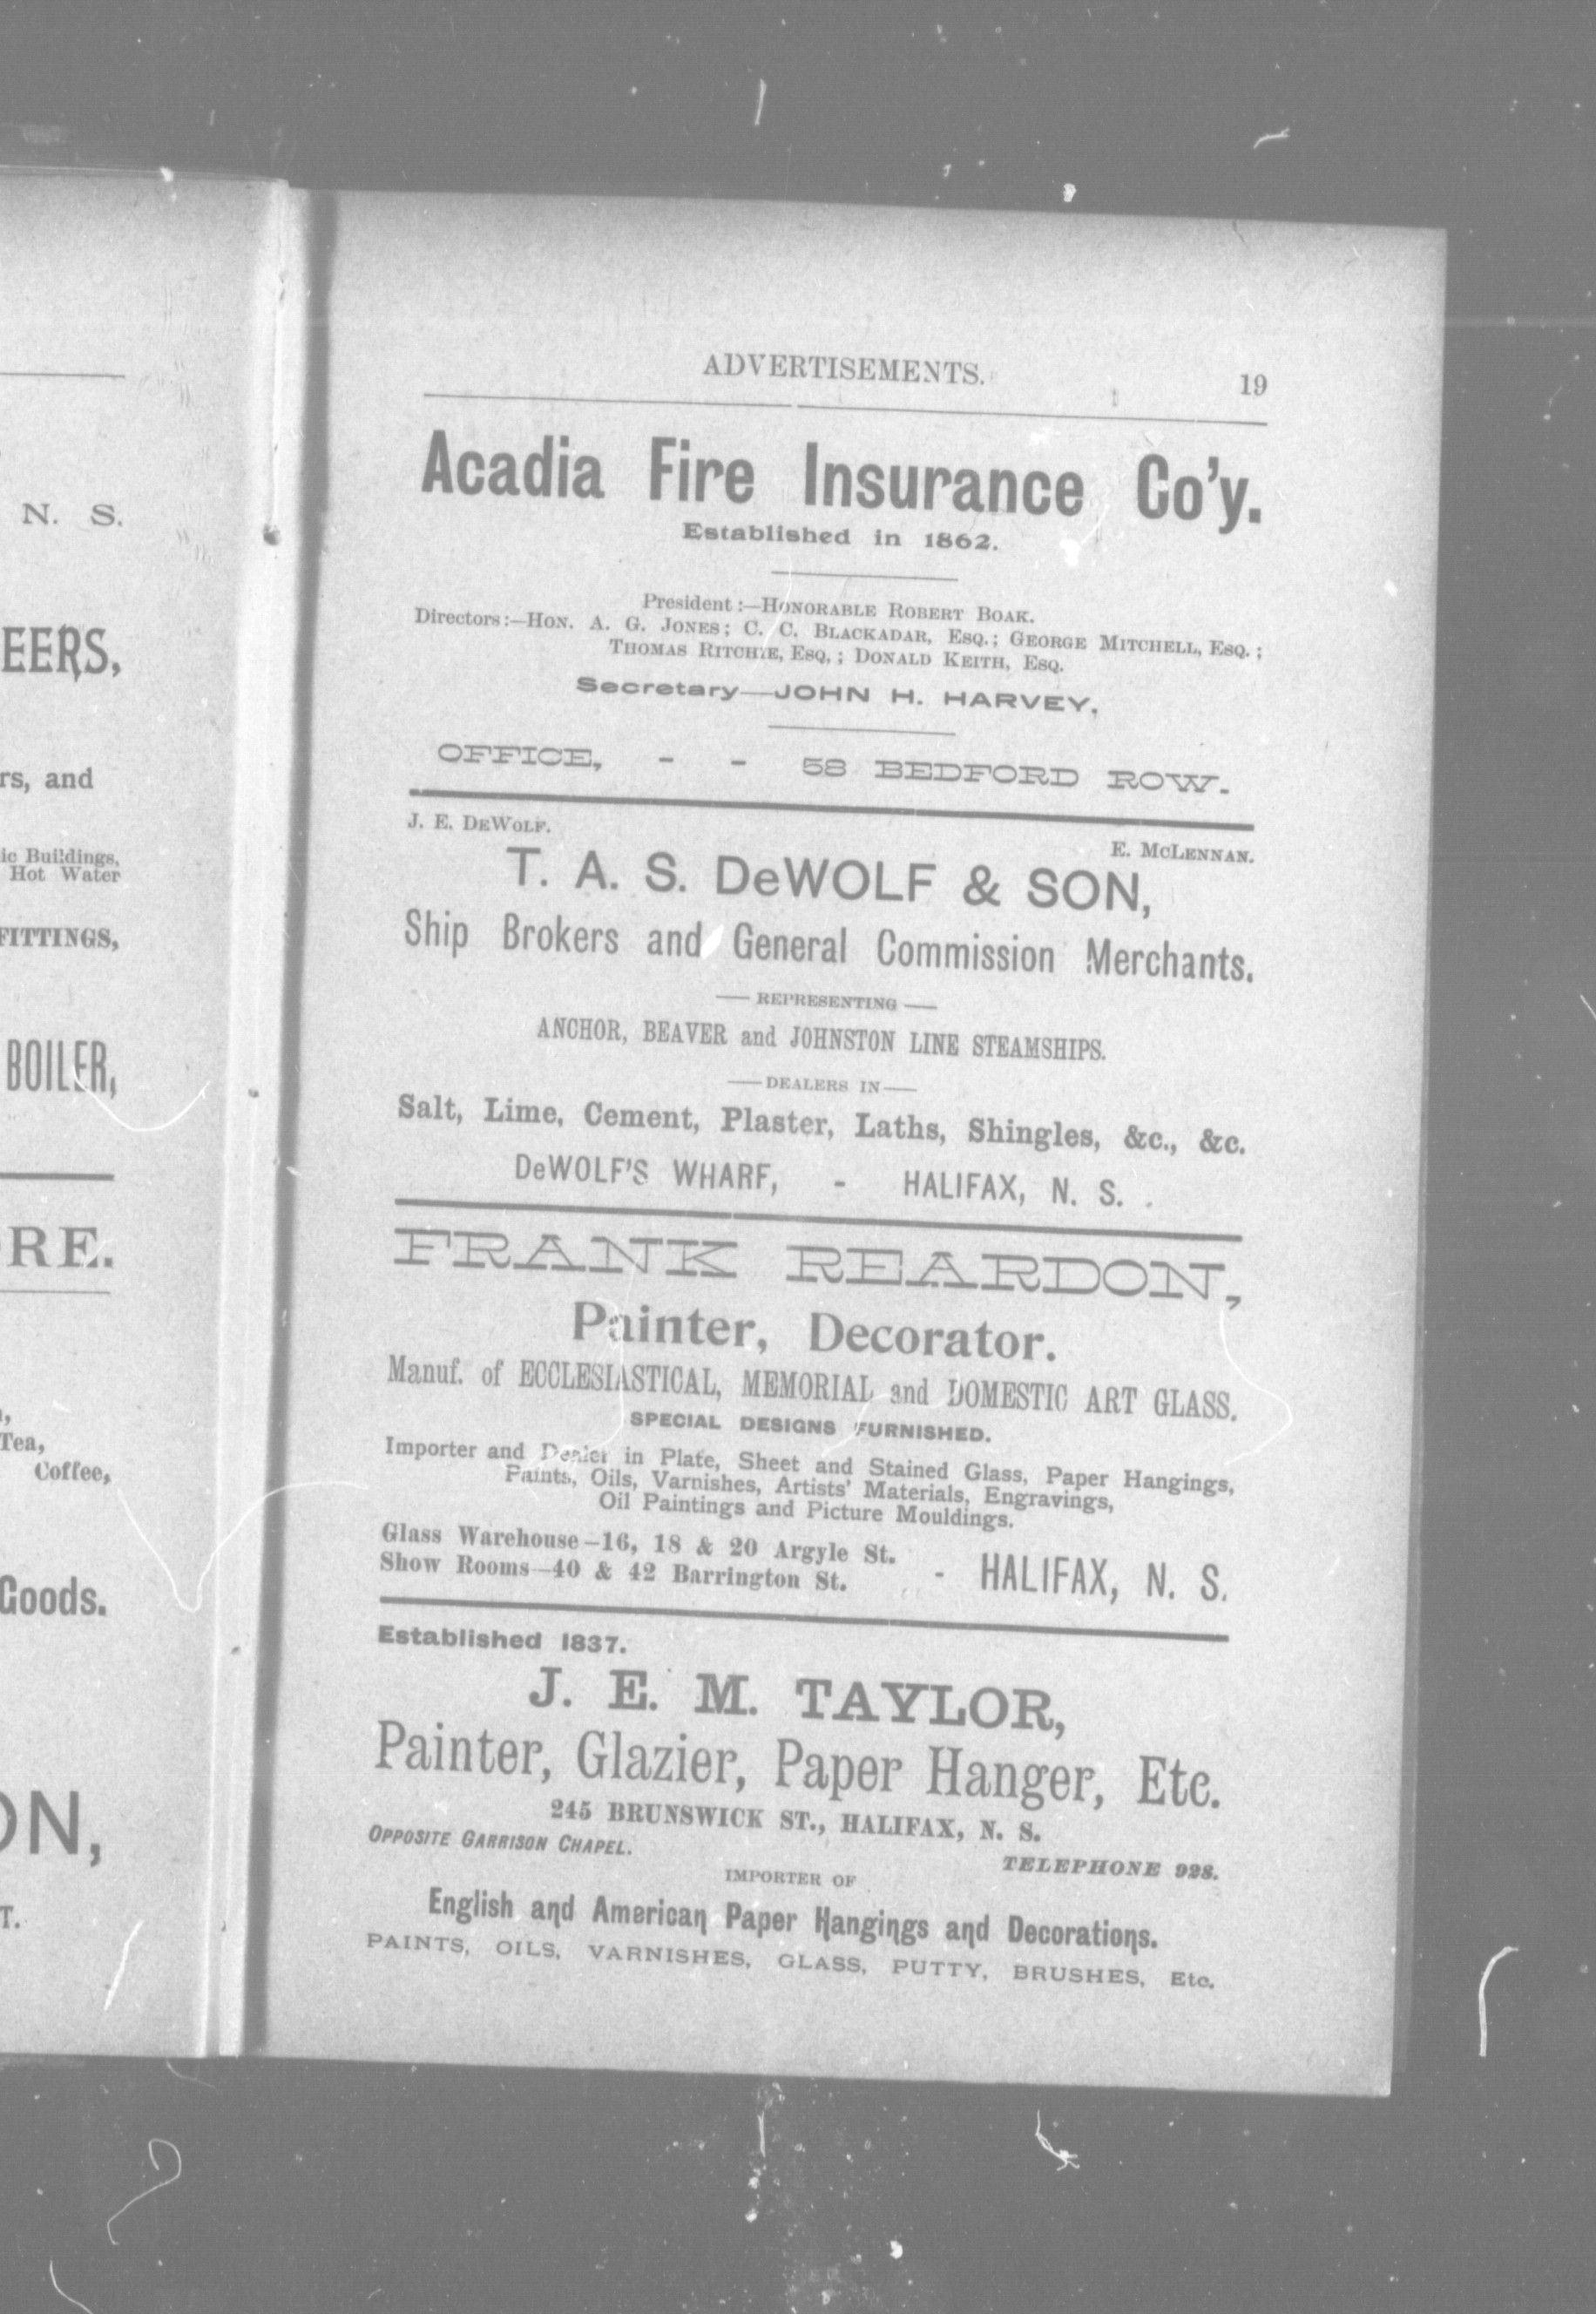 N. S.
EERS,
rs, and
ic Buildings,
Hot Water
FITTINGS,
BOILER,
RE.
Tea,
Coffee,
Goods.
ON,
T.
ADVERTISEMENTS. 19
Acadia Fire Insurance Co'y.
Established in 1862.
President :—HONORABLE ROBERT BOAK.
Directors :—HON. A. G. JONES; C. C. BLACKADAR, ESQ.; GEORGE MITCHELL, ESQ. ;
THOMAS RITCHIE, ESQ, ; DONALD KEITH, ESQ.
Secretary—JOHN H. HARVEY.
OFFICE, - - 58 BEDFORD ROW.
J. E. DEWOLF.
E. MCLENNAN.
T. A. S. DeWOLF & SON,
Ship Brokers and General Commission Merchants.
— REPRESENTING —
ANCHOR, BEAVER and JOHNSTON LINE STEAMSHIPS.
—DEALERS IN—
Salt, Lime, Cement, Plaster, Laths, Shingles, &c., &c.
DeWOLF'S WHARF, - HALIFAX, N. S.
FRANK REARDON,
Painter, Decorator.
Manuf. of ECCLESIASTICAL, MEMORIAL and DOMESTIC ART GLASS.
SPECIAL DESIGNS FURNISHED.
Importer and Dealer in Plate, Sheet and Stained Glass, Paper Hangings,
Paints, Oils, Varnishes, Artists' Materials, Engravings,
Oil Paintings and Picture Mouldings.
Glass Warehouse—16, 18 & 20 Argyle St.
Show Rooms—40 & 42 Barrington St. - HALIFAX, N. S.
Established 1837.
J. E. M. TAYLOR,
Painter, Glazier, Paper Hanger, Etc.
245 BRUNSWICK ST., HALIFAX, N. S.
OPPOSITE GARRISON CHAPEL.
TELEPHONE 928.
IMPORTER OF
English and American Paper Hangings and Decorations.
PAINTS, OILS, VARNISHES, GLASS, PUTTY, BRUSHES, Etc.